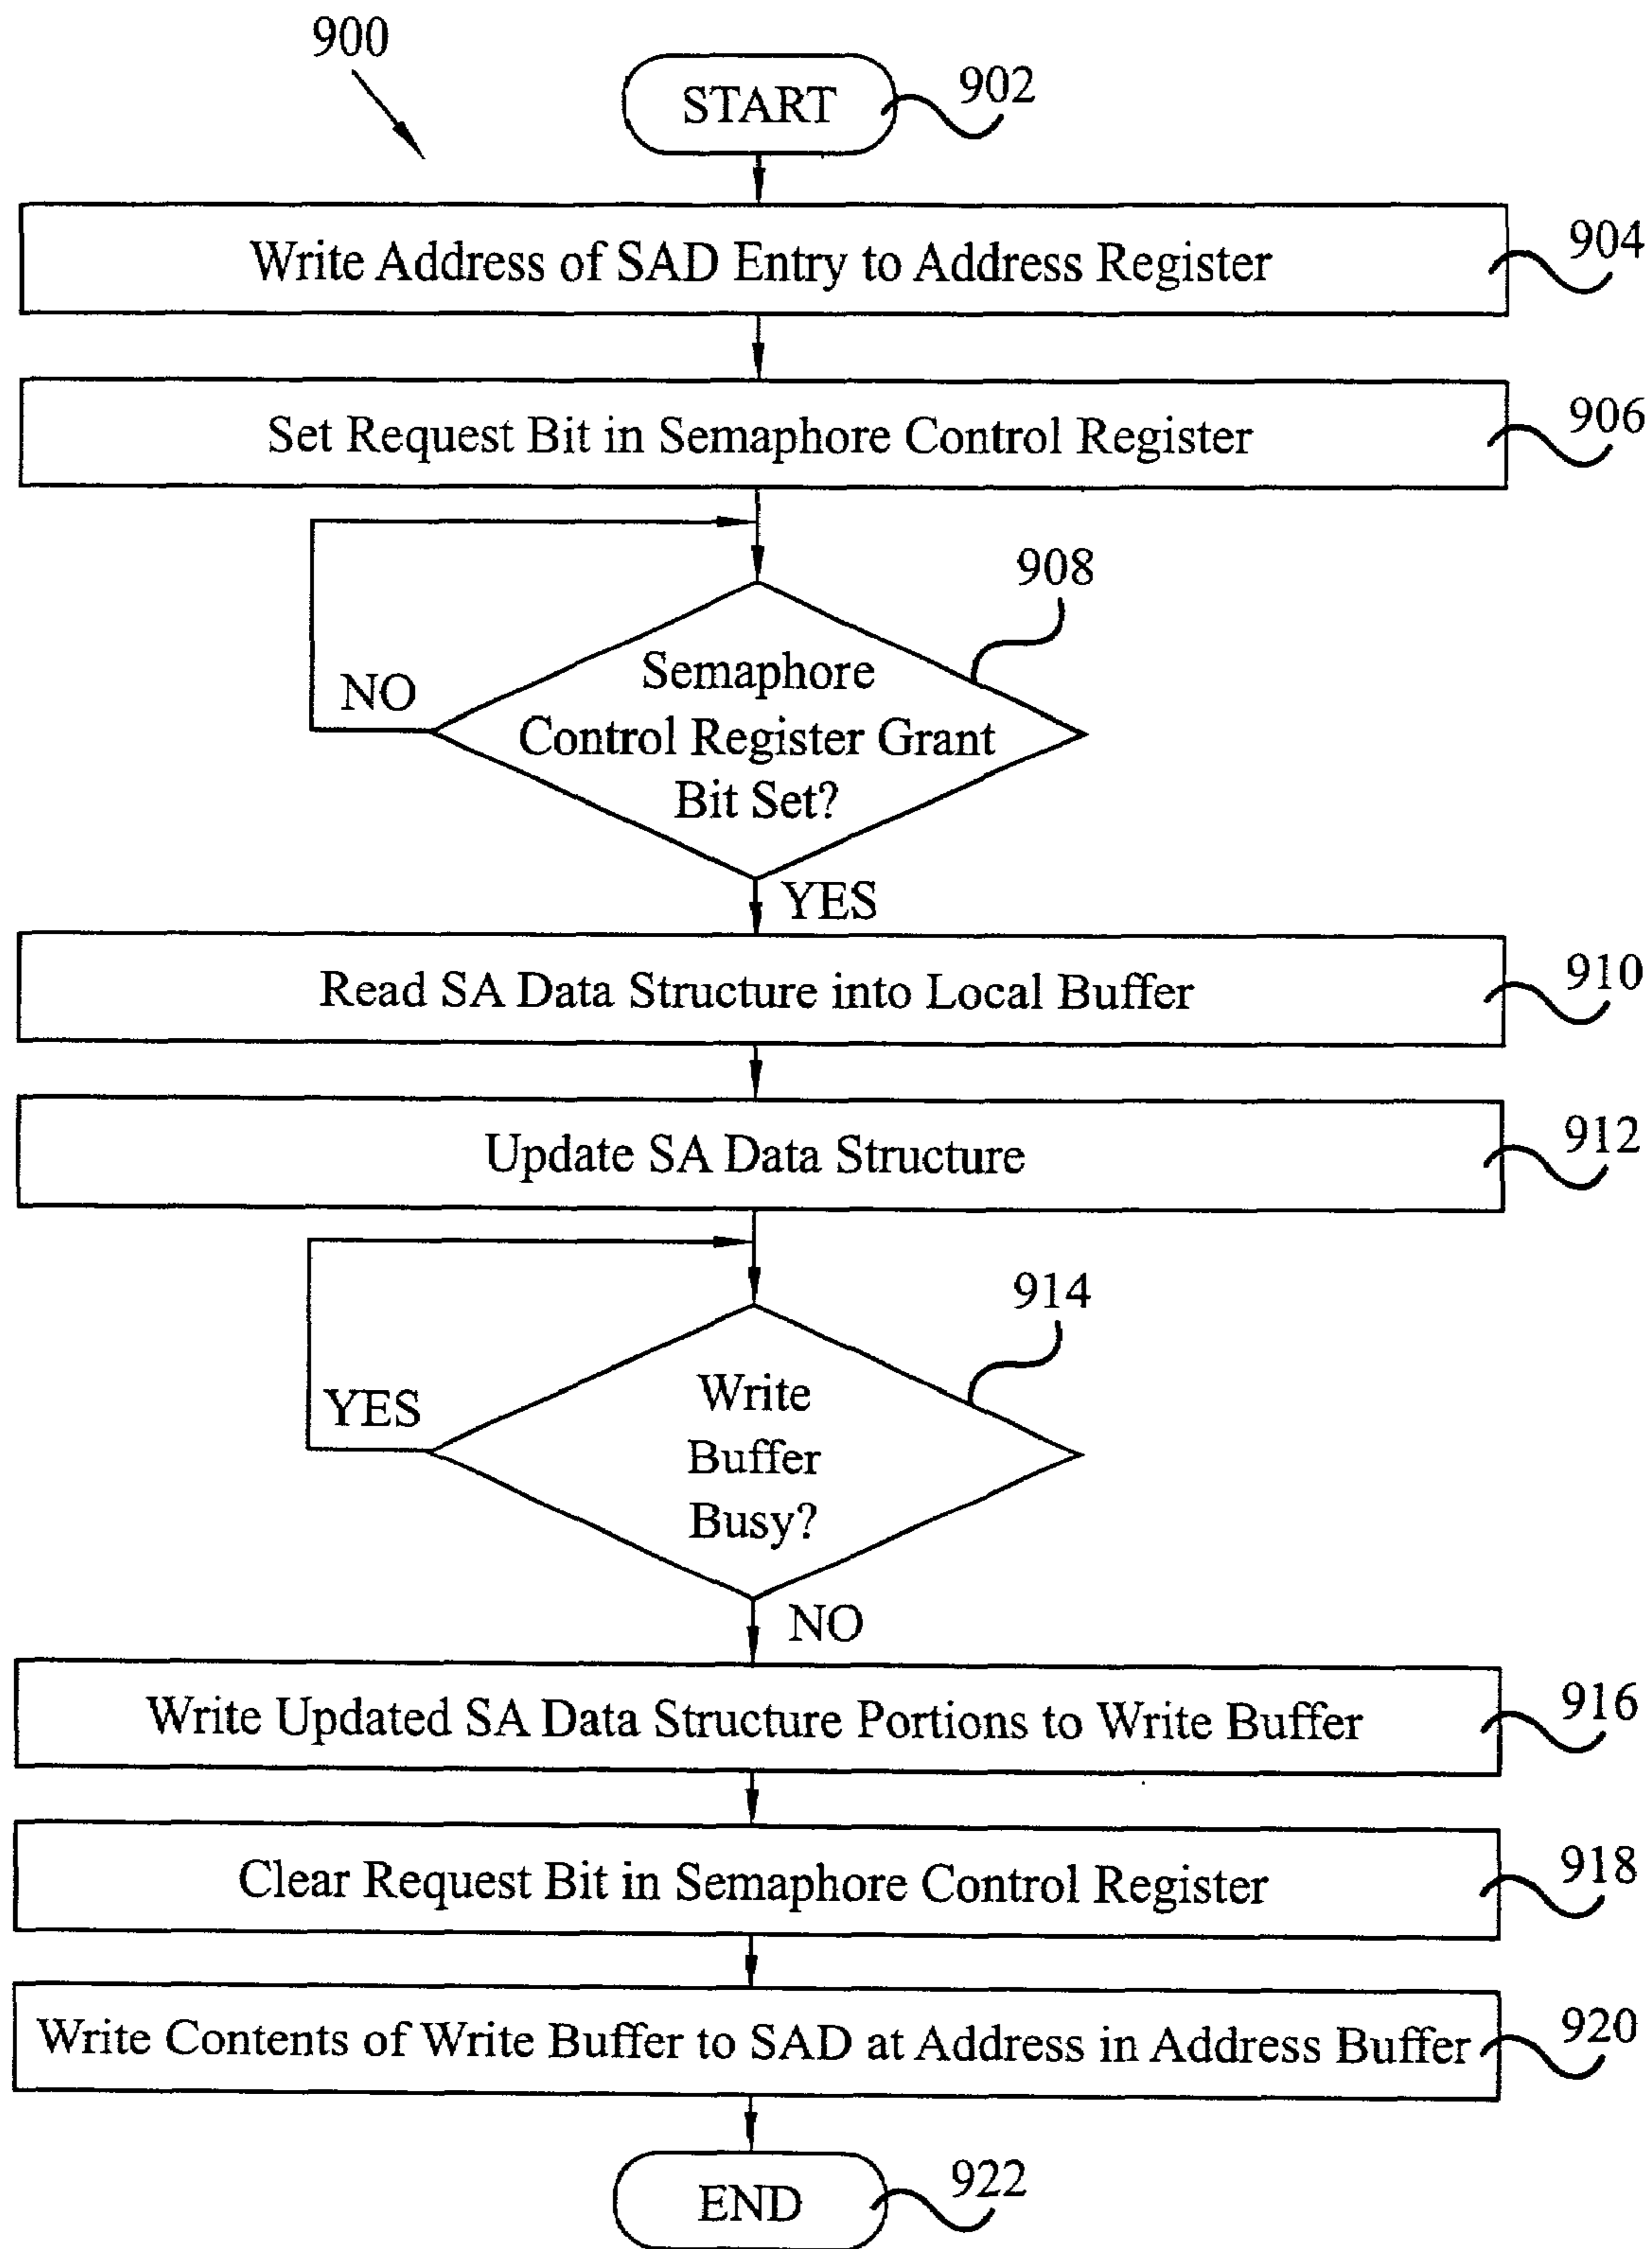 900
START
902
Write Address of SAD Entry to Address Register
904
Set Request Bit in Semaphore Control Register
906
908
Semaphore
Control Register Grant
Bit Set?
NO
YES
Read SA Data Structure into Local Buffer
910
Update SA Data Structure
912
914
Write
Buffer
Busy?
YES
NO
Write Updated SA Data Structure Portions to Write Buffer
916
Clear Request Bit in Semaphore Control Register
918
Write Contents of Write Buffer to SAD at Address in Address Buffer
920
END
922